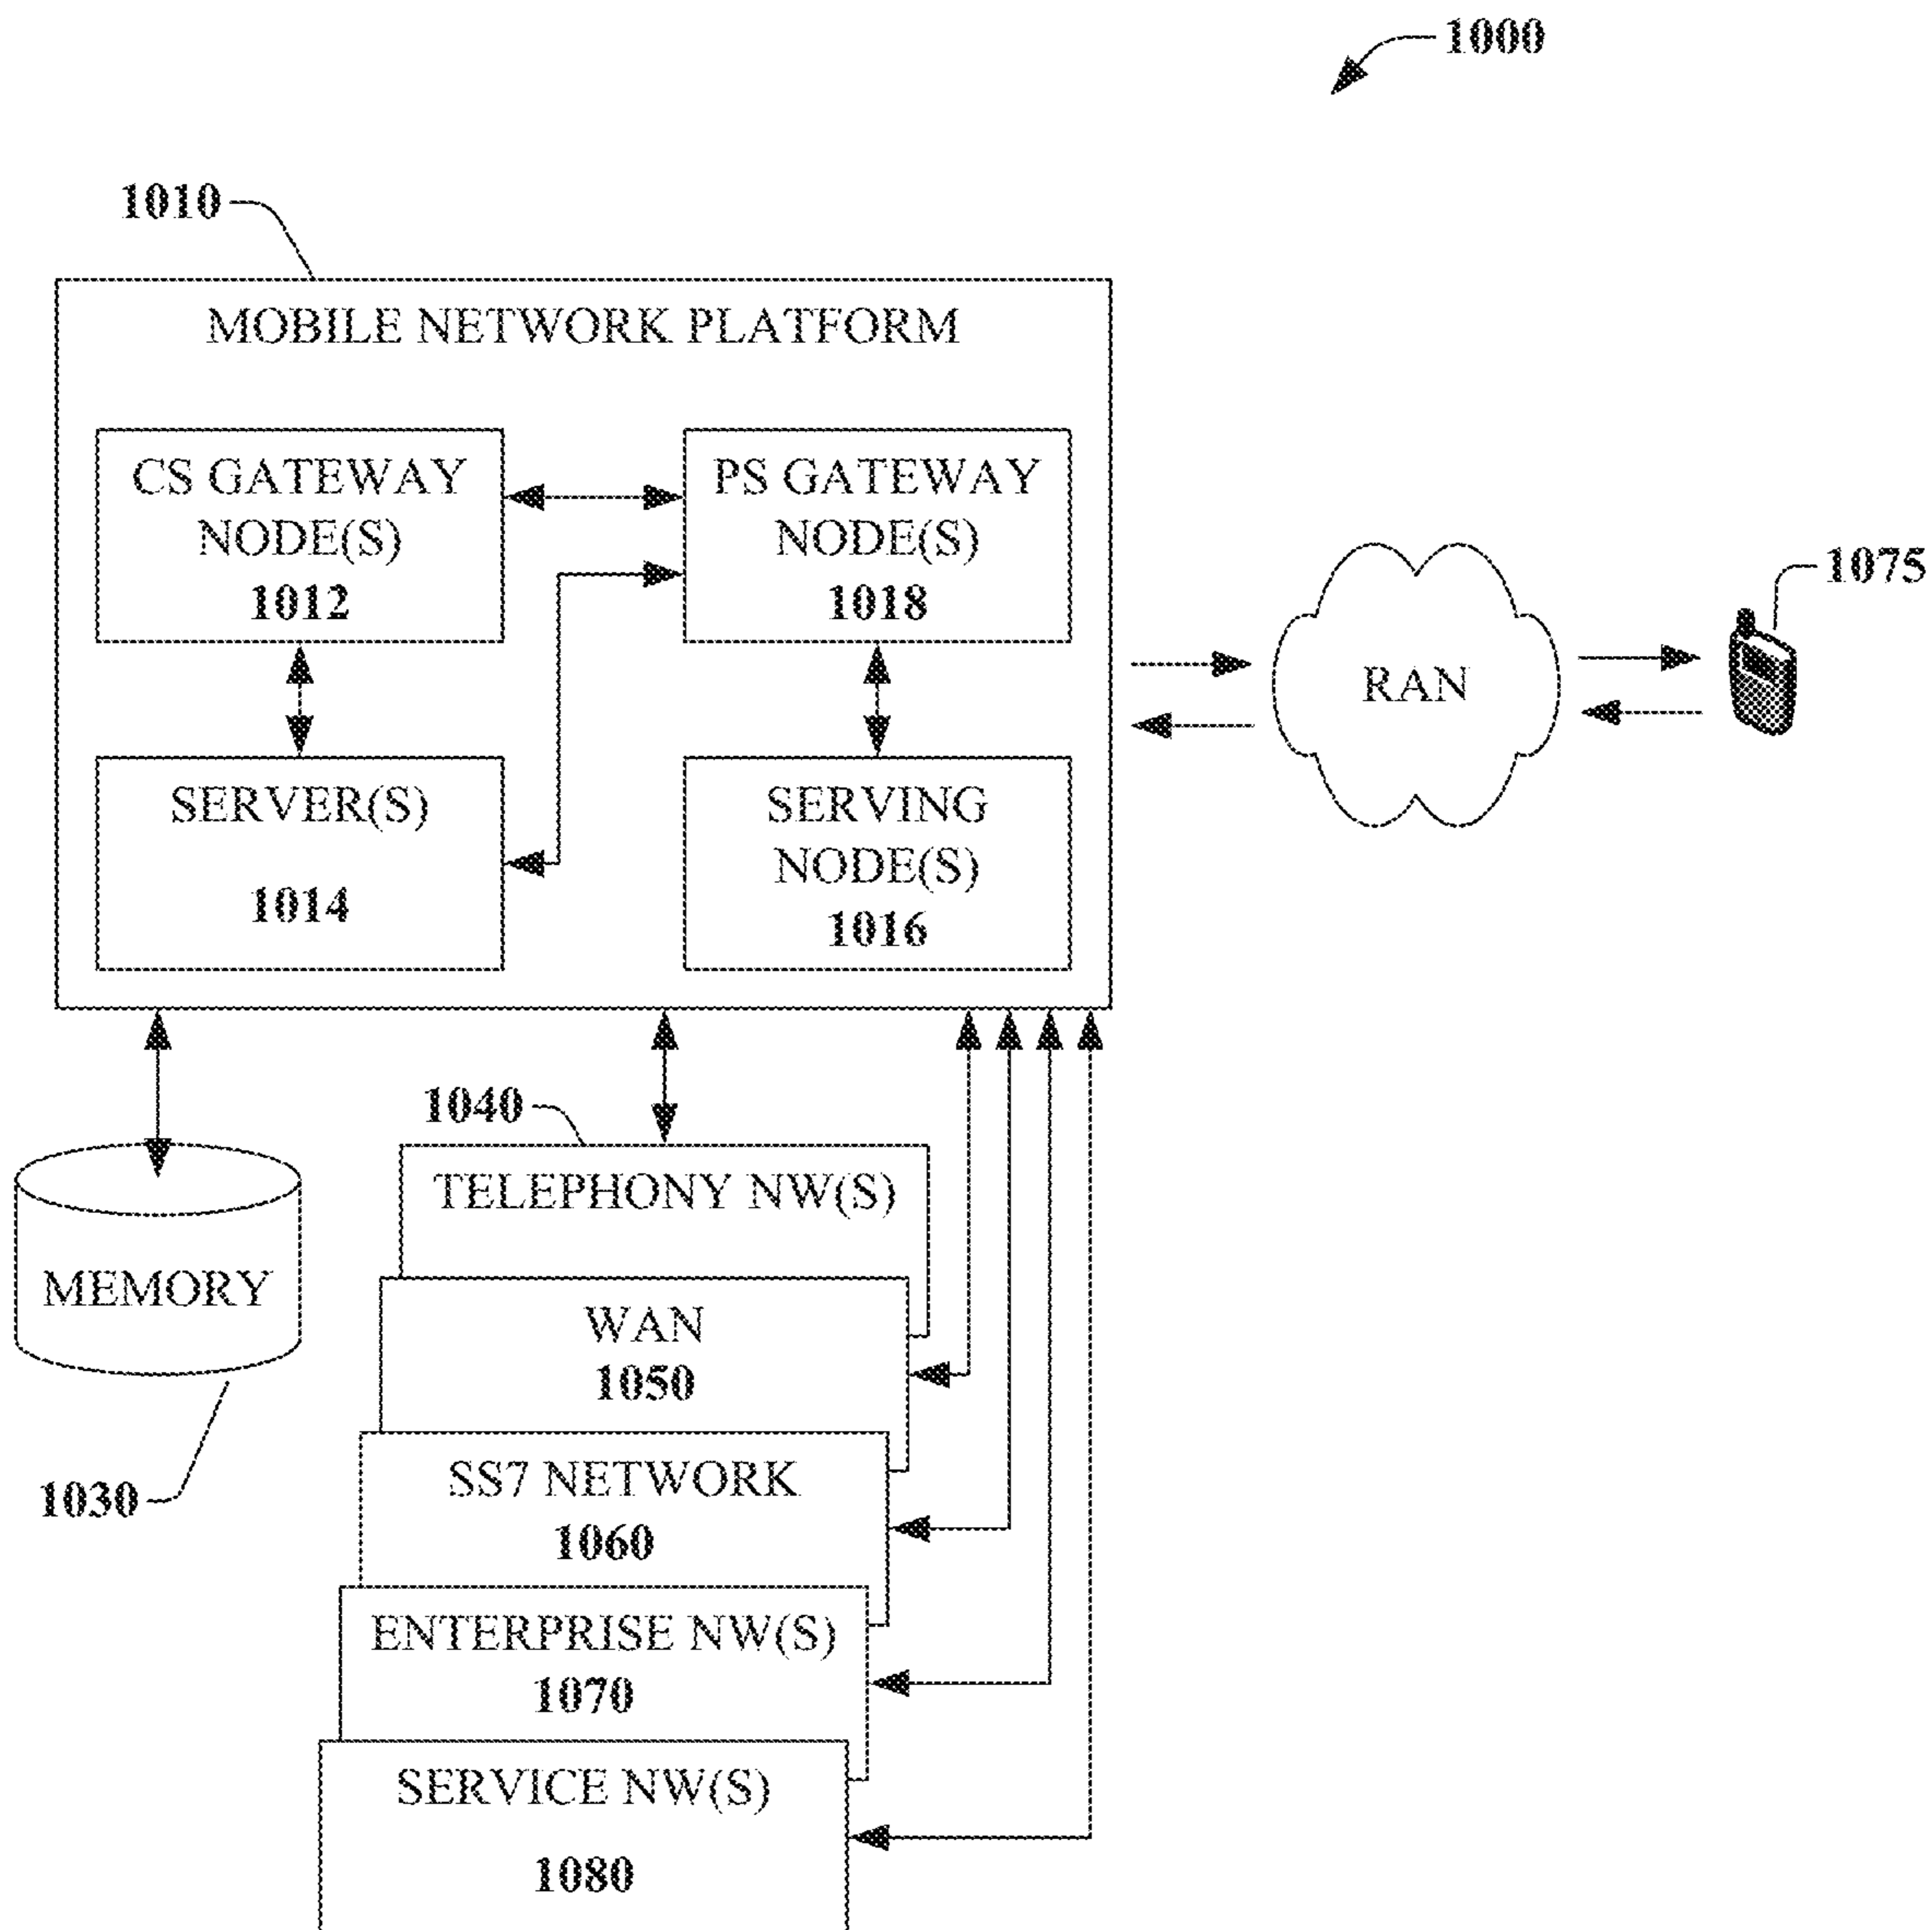 1000
1010
MOBILE NETWORK PLATFORM
CS GATEWAY
NODE(S)
1012
PS GATEWAY
NODE(S)
1018
SERVER(S)
1014
SERVING
NODE(S)
1016
RAN
1075
1040
TELEPHONY NW(S)
MEMORY
1030
WAN
1050
SS7 NETWORK
1060
ENTERPRISE NW(S)
1070
SERVICE NW(S)
1080